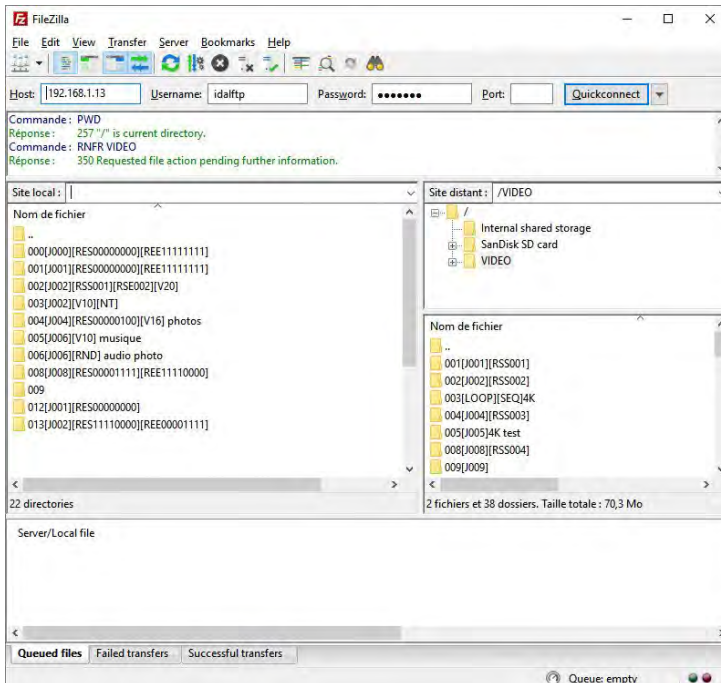 FileZilla
File Edit View Transfer Server Bookmarks Help
Host: 192.168.1.13 Username: idalftp Password: ●●●●●●● Port: Quickconnect
Commande : PWD
Réponse : 257 "/" is current directory.
Commande : RNFR VIDEO
Réponse : 350 Requested file action pending further information.
Site local :
Nom de fichier
..
000[J000][RES00000000][REE11111111]
001[J001][RES00000000][REE11111111]
002[J002][RSS001][RSE002][V20]
003[J002][V10][NT]
004[J004][RES00000100][V16] photos
005[J006][V10] musique
006[J006][RND] audio photo
008[J008][RES00001111][REE11110000]
009
012[J001][RES00000000]
013[J002][RES11110000][REE00001111]
22 directories
Site distant : /VIDEO
/
Internal shared storage
SanDisk SD card
VIDEO
Nom de fichier
..
001[J001][RSS001]
002[J002][RSS002]
003[LOOP][SEQ]4K
004[J004][RSS003]
005[J005]4K test
008[J008][RSS004]
009[J009]
2 fichiers et 38 dossiers. Taille totale : 70,3 Mo
Server/Local file
Queued files Failed transfers Successful transfers
Queue: empty